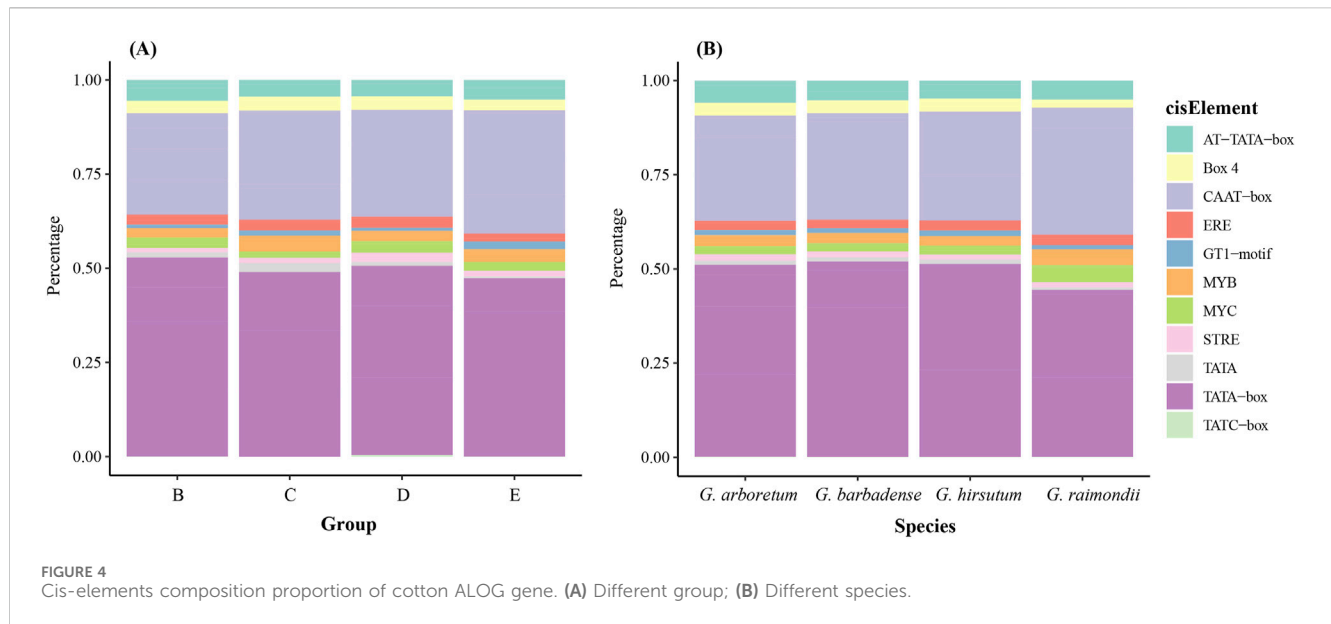 (A)
1.00
0.75
0.50
0.25
0.00
Percentage
B C D E
Group
(B)
1.00
0.75
0.50
0.25
0.00
Percentage
G. arboretum G. barbadense G. hirsutum G. raimondii
Species
cisElement
AT−TATA−box
Box 4
CAAT−box
ERE
GT1−motif
MYB
MYC
STRE
TATA
TATA−box
TATC−box
FIGURE 4
Cis-elements composition proportion of cotton ALOG gene. (A) Different group; (B) Different species.